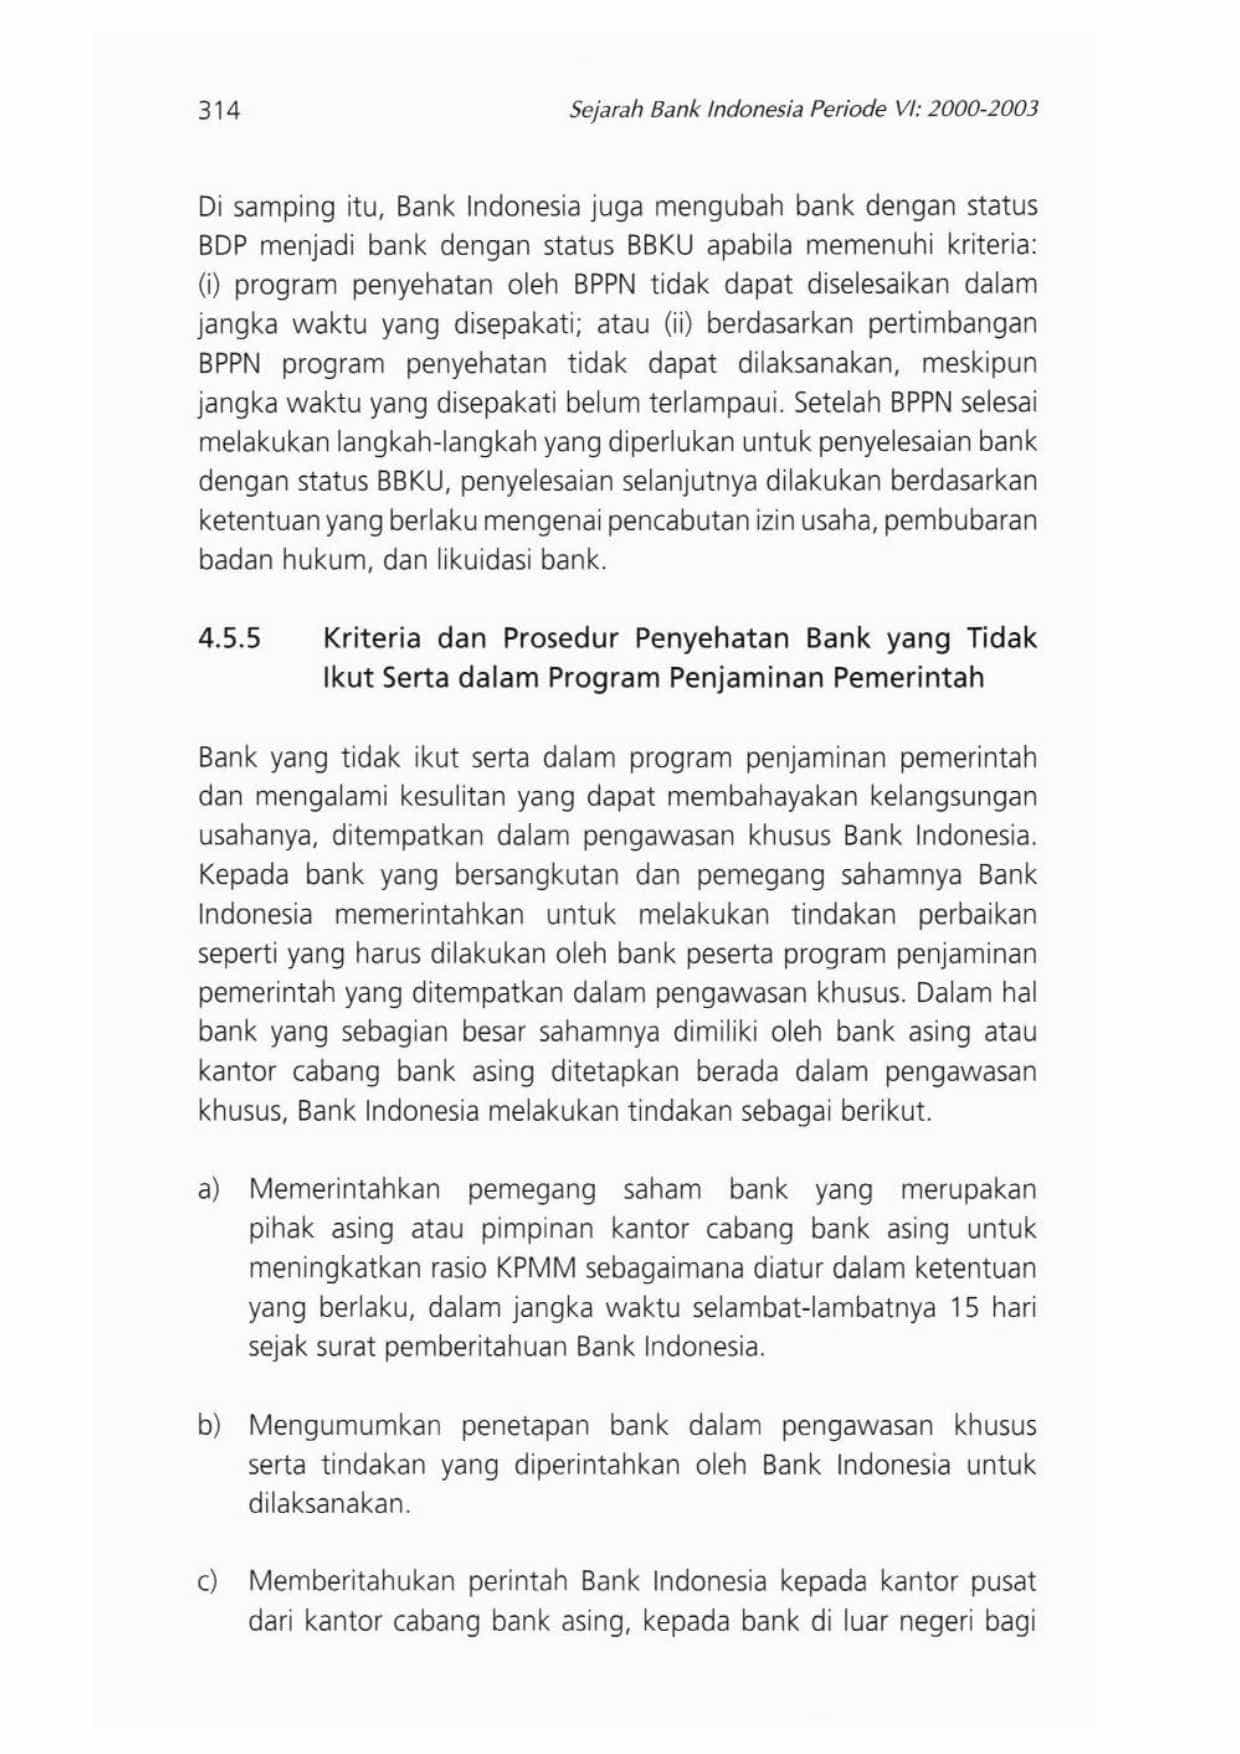 314
Sejarah Bank Indonesia Periode VI: 2000-2003
Di samping itu, Bank Indonesia juga mengubah bank dengan status
BDP menjadi bank dengan status BBKU apabila memenuhi kriteria:
(i) program penyehatan oleh BPPN tidak dapat diselesaikan dalam
jangka waktu yang disepakati; atau (ii) berdasarkan pertimbangan
BPPN program penyehatan tidak dapat dilaksanakan, meskipun
jangka waktu yang disepakati belum terlampaui. Setelah BPPN selesai
melakukan langkah-langkah yang diperlukan untuk penyelesaian bank
dengan status BBKU, penyelesaian selanjutnya dilakukan berdasarkan
ketentuan yang berlaku mengenai pencabutan izin usaha, pembubaran
badan hukum, dan likuidasi bank.
4.5.5 Kriteria dan Prosedur Penyehatan Bank yang Tidak
Ikut Serta dalam Program Penjaminan Pemerintah
Bank yang tidak ikut serta dalam program penjaminan pemerintah
dan mengalami kesulitan yang dapat membahayakan kelangsungan
usahanya, ditempatkan dalam pengawasan khusus Bank Indonesia.
Kepada bank yang bersangkutan dan pemegang sahamnya Bank
Indonesia memerintahkan untuk melakukan tindakan perbaikan
seperti yang harus dilakukan oleh bank peserta program penjaminan
pemerintah yang ditempatkan dalam pengawasan khusus. Dalam hal
bank yang sebagian besar sahamnya dimiliki oleh bank asing atau
kantor cabang bank asing ditetapkan berada dalam pengawasan
khusus, Bank Indonesia melakukan tindakan sebagai berikut.
a) Memerintahkan pemegang saham bank yang merupakan
pihak asing atau pimpinan kantor cabang bank asing untuk
meningkatkan rasio KPMM sebagaimana diatur dalam ketentuan
yang berlaku, dalam jangka waktu selambat-lambatnya 15 hari
sejak surat pemberitahuan Bank Indonesia.
b) Mengumumkan penetapan bank dalam pengawasan khusus
serta tindakan yang diperintahkan oleh Bank Indonesia untuk
dilaksanakan.
c) Memberitahukan perintah Bank Indonesia kepada kantor pusat
dari kantor cabang bank asing, kepada bank di luar negeri bagi